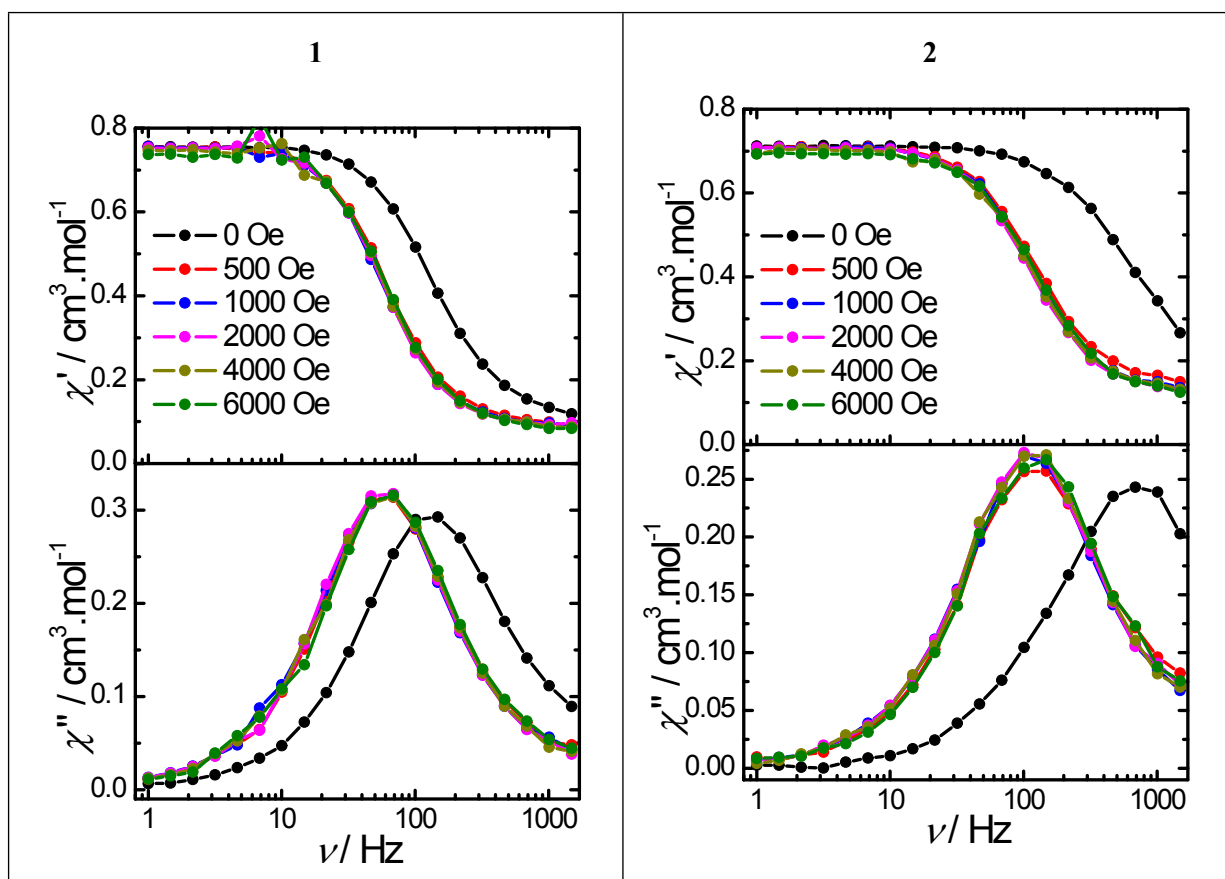 1
0.8
0.6
0.4
0.2
0.0
χ' / cm³.mol⁻¹
0 Oe
500 Oe
1000 Oe
2000 Oe
4000 Oe
6000 Oe
0.3
0.2
0.1
0.0
χ" / cm³.mol⁻¹
1 10 100 1000
ν / Hz
2
0.8
0.6
0.4
0.2
0.0
χ' / cm³.mol⁻¹
0 Oe
500 Oe
1000 Oe
2000 Oe
4000 Oe
6000 Oe
0.25
0.20
0.15
0.10
0.05
0.00
χ" / cm³.mol⁻¹
1 10 100 1000
ν / Hz